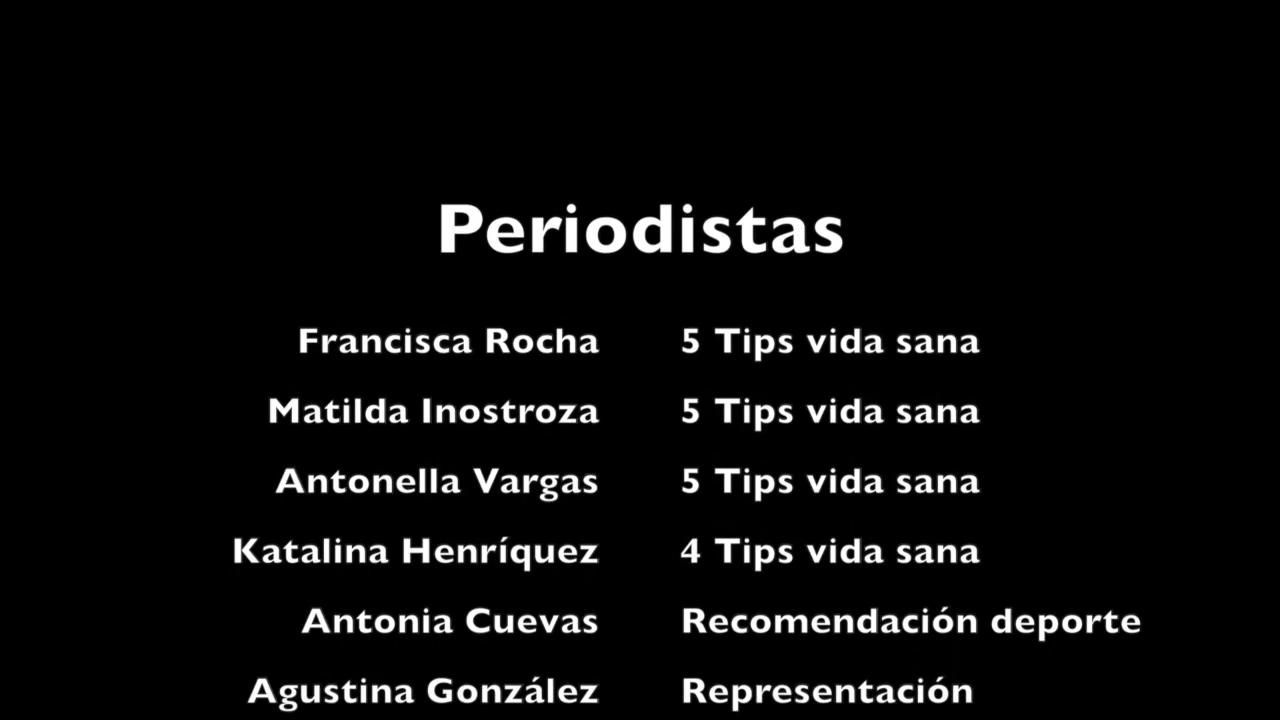 Periodistas
Francisca Rocha 5 Tips vida sana
Matilda Inostroza 5 Tips vida sana
Antonella Vargas 5 Tips vida sana
Katalina Henríquez 4 Tips vida sana
Antonia Cuevas Recomendación deporte
Agustina González Representación